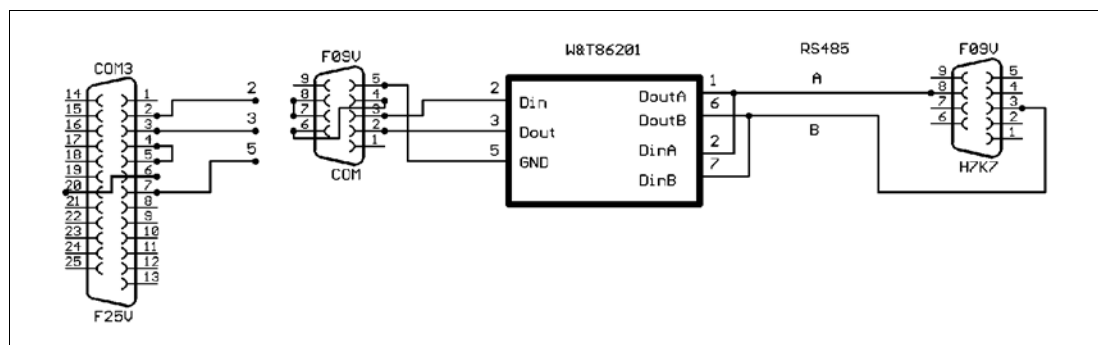 W&T86201
RS485
F09V
F09V
COM3
14 1
15 2
16 3
17 4
18 5
19 6
20 7
21 8
22 9
23 10
24 11
25 12
13
F25V
2
3
5
9 5
8 4
7 3
6 2
1
COM
2 Din
3 Dout
5 GND
DoutA 1
DoutB 6
DinA 2
DinB 7
A
B
9 5
8 4
7 3
6 2
1
H7K7